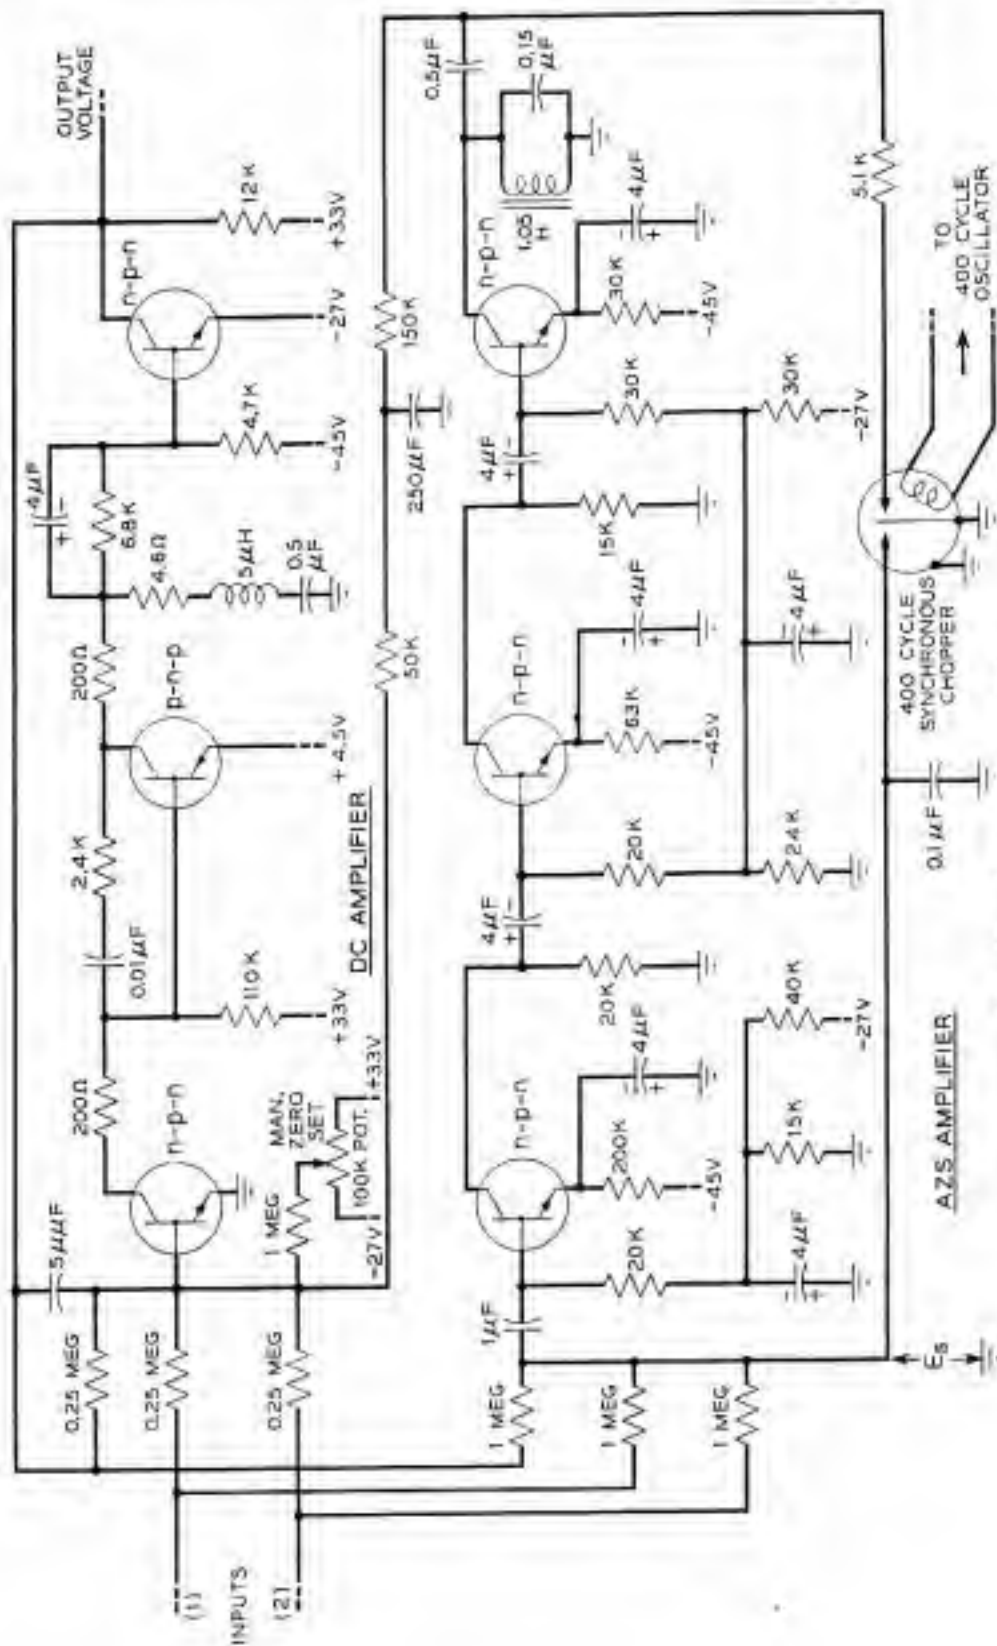 OUTPUT
VOLTAGE
4µF
+
−
200Ω
2.4K
200Ω
6.8K
12K
n-p-n
p-n-p
n-p-n
0.01µF
4.6Ω
5µH
0.5
µF
4.7K
-45V
-27V
+33V
5µµF
0.25 MEG
0.25 MEG
0.25 MEG
1 MEG
MAN.
ZERO
SET
100K POT.
-27V
+33V
110K
+33V
+4.5V
DC AMPLIFIER
(1)
INPUTS
(2)
50K
250µF
150K
0.5µF
0.15
µF
1.05
H
1 MEG
1 MEG
1 MEG
1µF
n-p-n
4µF
+
−
n-p-n
4µF
+
−
n-p-n
20K
200K
-45V
−
4µF
+
20K
20K
63K
-45V
−
4µF
+
15K
30K
30K
-45V
−
4µF
+
−
4µF
+
15K
40K
-27V
24K
−
4µF
+
30K
-27V
AZS AMPLIFIER
E_S
0.1µF
400 CYCLE
SYNCHRONOUS
CHOPPER
5.1K
TO
400 CYCLE
OSCILLATOR